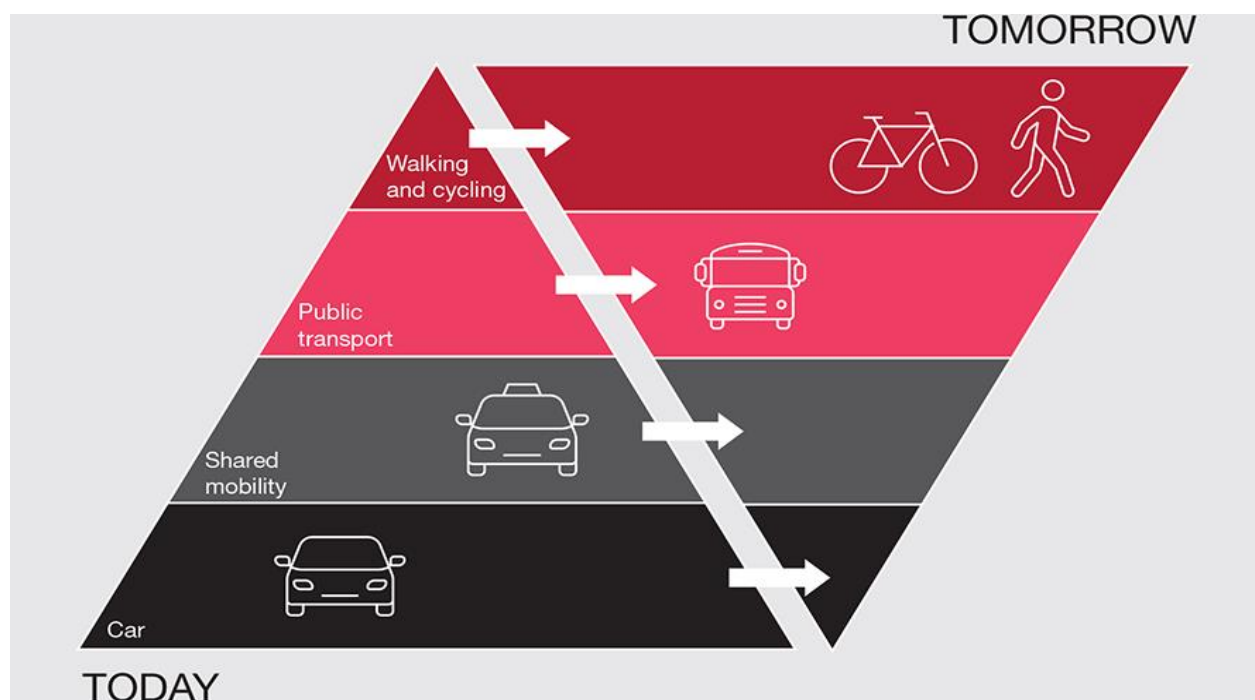 TOMORROW
Walking
and cycling
Public
transport
Shared
mobility
Car
TODAY